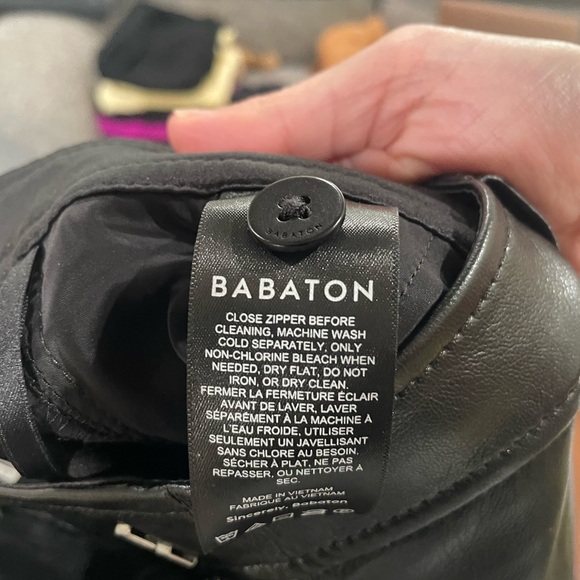 BABATON
BABATON
CLOSE ZIPPER BEFORE
CLEANING, MACHINE WASH
COLD SEPARATELY, ONLY
NON-CHLORINE BLEACH WHEN
NEEDED, DRY FLAT, DO NOT
IRON, OR DRY CLEAN.
FERMER LA FERMETURE ÉCLAIR
AVANT DE LAVER, LAVER
SÉPARÉMENT À LA MACHINE À
L'EAU FROIDE, UTILISER
SEULEMENT UN JAVELLISANT
SANS CHLORE AU BESOIN.
SÉCHER À PLAT, NE PAS
REPASSER, OU NETTOYER À
SEC.
MADE IN VIETNAM
FABRIQUÉ AU VIETNAM
Sincerely, Babaton